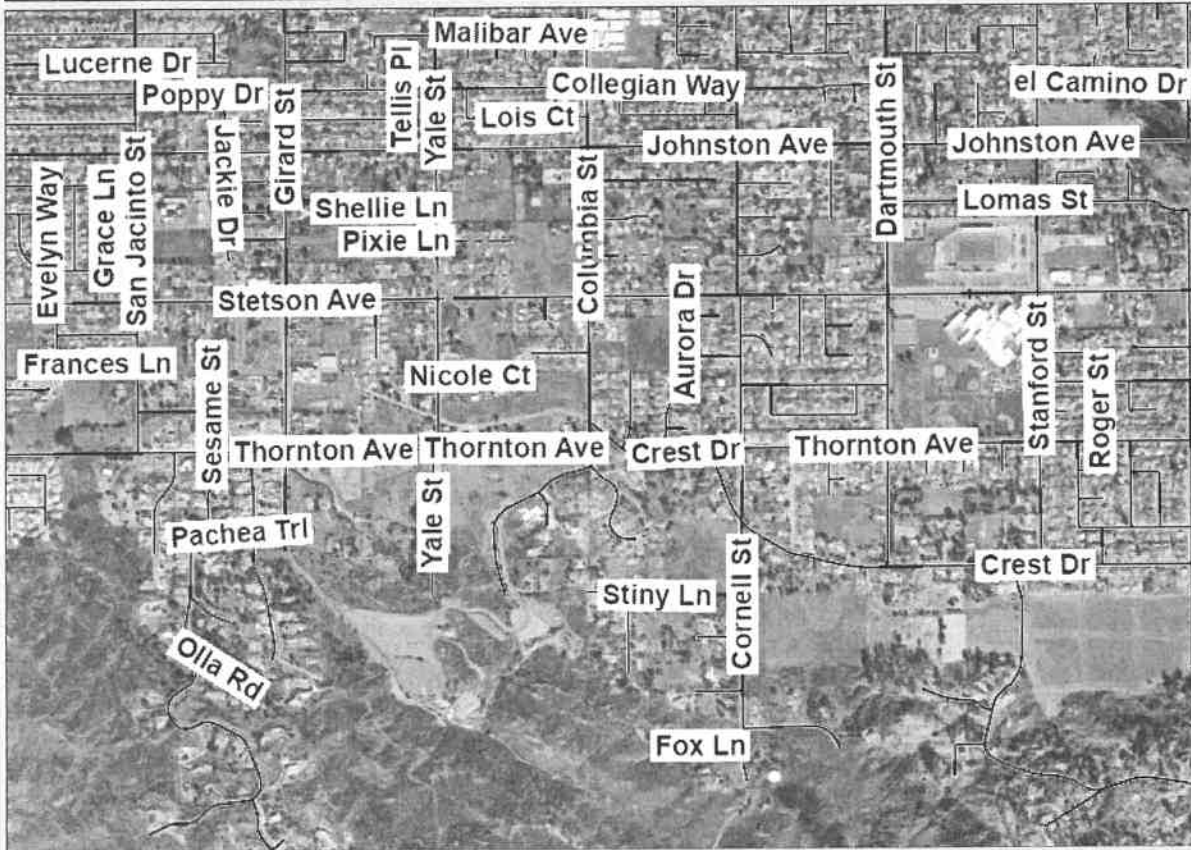 Malibar Ave
Lucerne Dr
Tellis Pl
Yale St
Collegian Way
Dartmouth St
el Camino Dr
Poppy Dr
Lois Ct
Jackie Dr
Girard St
Johnston Ave
Johnston Ave
Evelyn Way
Grace Ln
San Jacinto St
Shellie Ln
Columbia St
Lomas St
Pixie Ln
Stetson Ave
Aurora Dr
Stanford St
Frances Ln
Sesame St
Nicole Ct
Roger St
Thornton Ave
Thornton Ave
Crest Dr
Thornton Ave
Yale St
Pachea Trl
Cornell St
Crest Dr
Stiny Ln
Olla Rd
Fox Ln